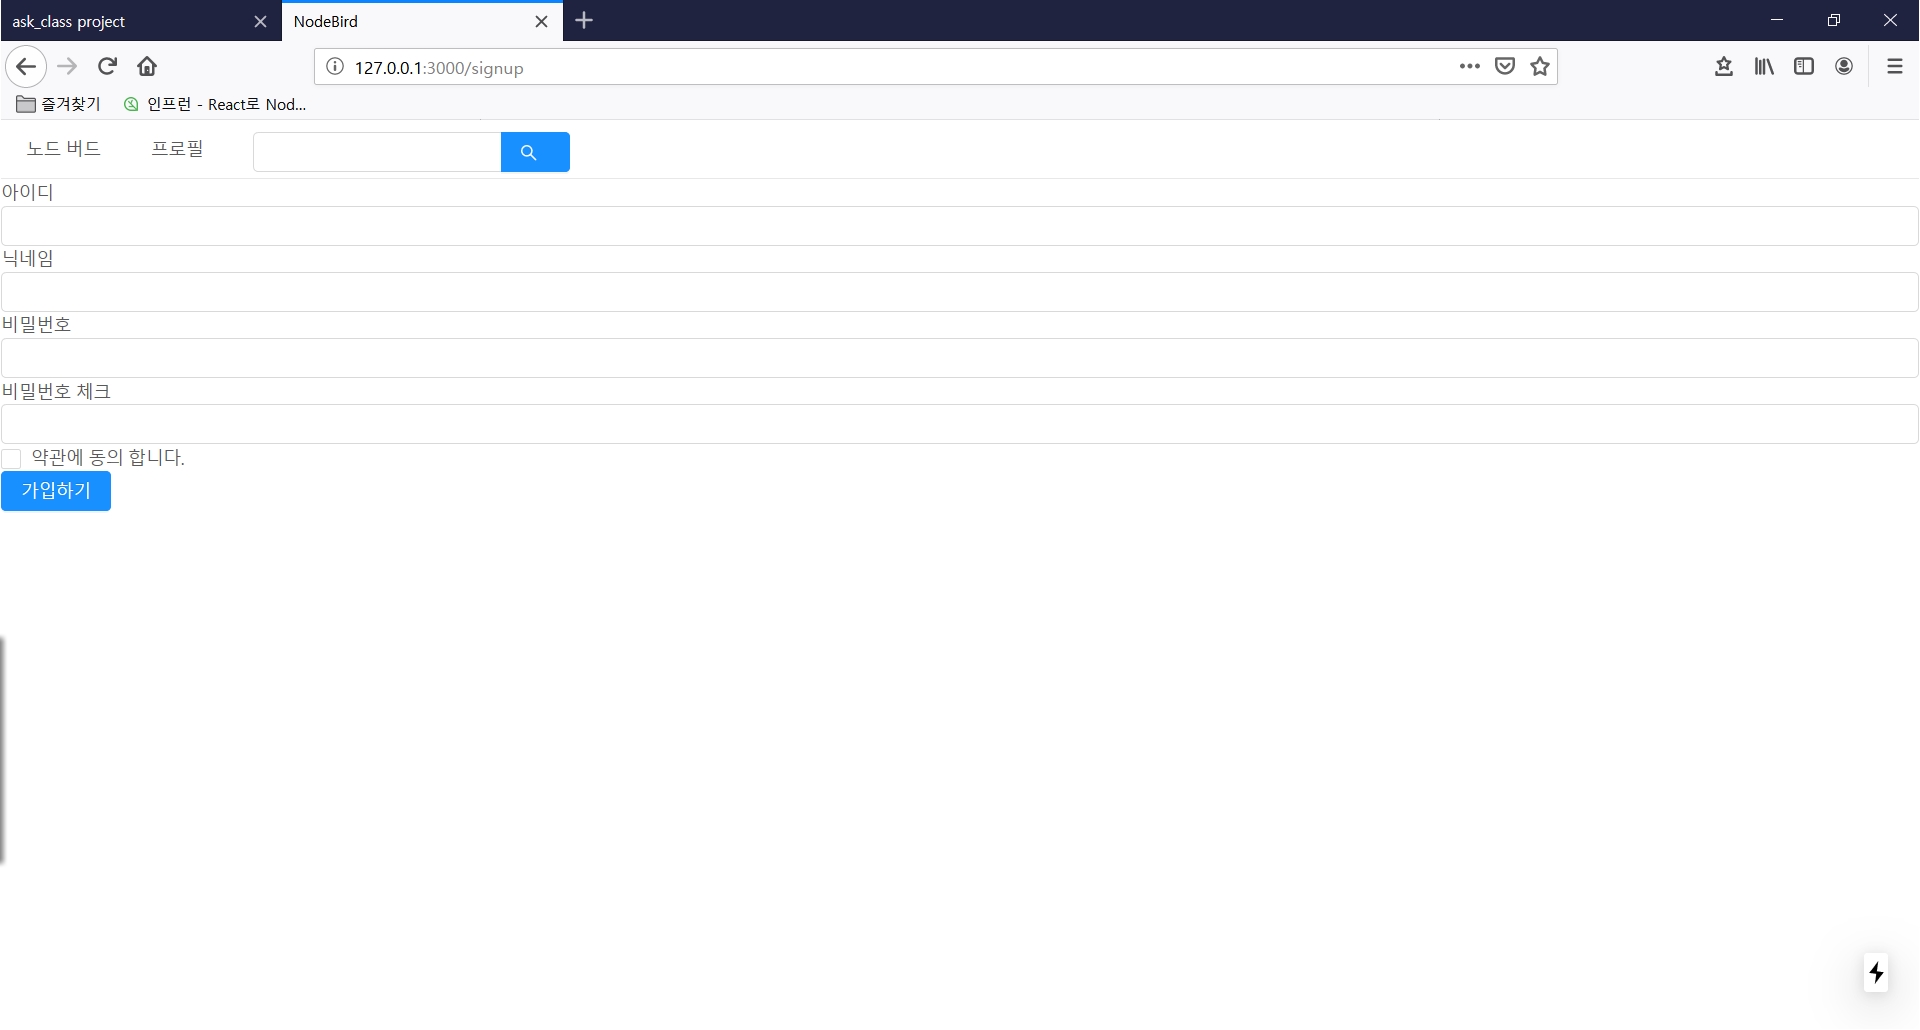 ask_class project
NodeBird
127.0.0.1:3000/signup
즐겨찾기
인프런 - React로 Nod...
노드 버드
프로필
아이디
닉네임
비밀번호
비밀번호 체크
약관에 동의 합니다.
가입하기